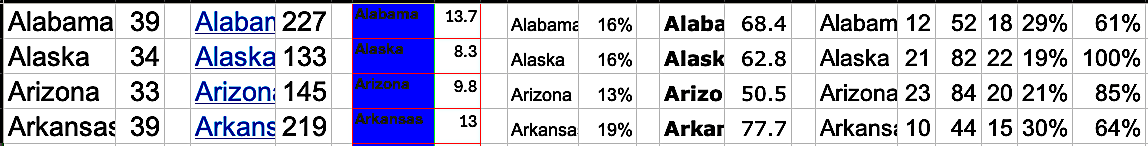 Alabama 39 Alaban 227 Alabama 13.7 Alabama 16% Alaba 68.4 Alabam 12 52 18 29% 61%
Alaska 34 Alaska 133 Alaska 8.3 Alaska 16% Alask 62.8 Alaska 21 82 22 19% 100%
Arizona 33 Arizona 145 Arizona 9.8 Arizona 13% Arizo 50.5 Arizona 23 84 20 21% 85%
Arkansas 39 Arkans 219 Arkansas 13 Arkansa 19% Arkar 77.7 Arkansa 10 44 15 30% 64%